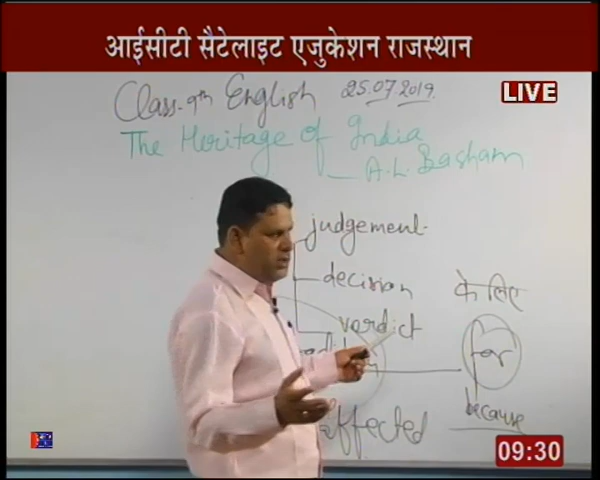 आईसीटी सैटेलाइट एजुकेशन राजस्थान
LIVE
Class-9th English 25.07.2019
The Heritage of India
A.L. Basham
judgement
decision
के लिए
verdict
for
because
affected
09:30